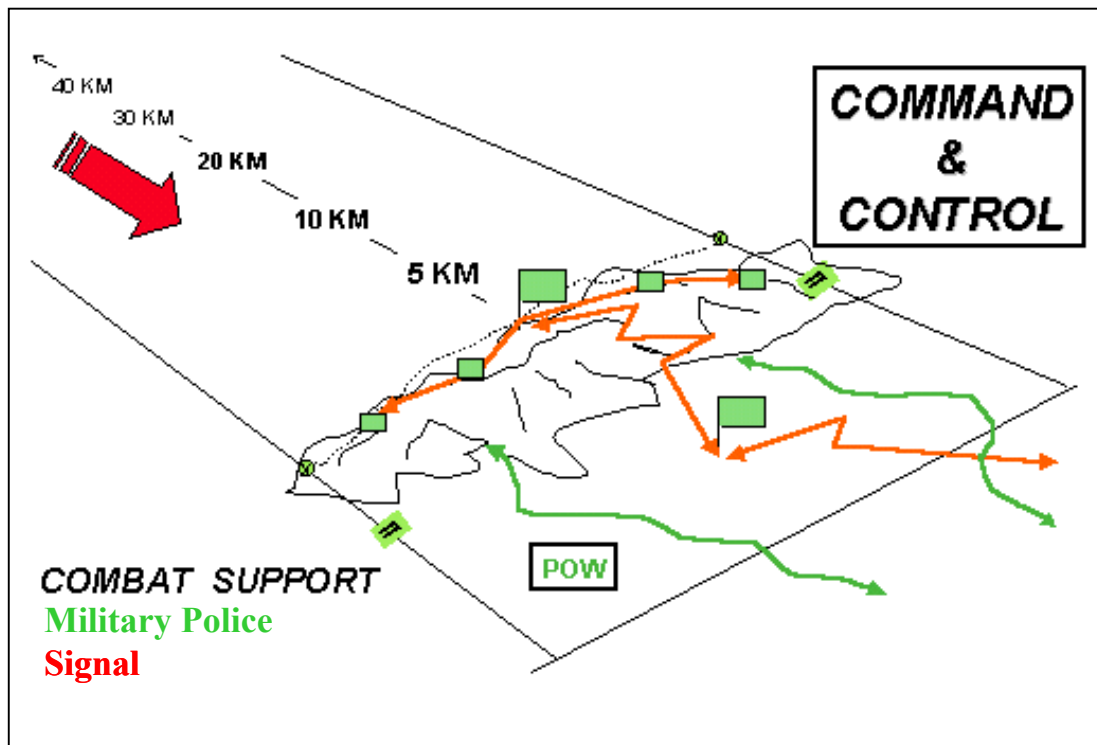 40 KM
30 KM
20 KM
10 KM
5 KM
COMMAND
&
CONTROL
POW
COMBAT SUPPORT
Military Police
Signal